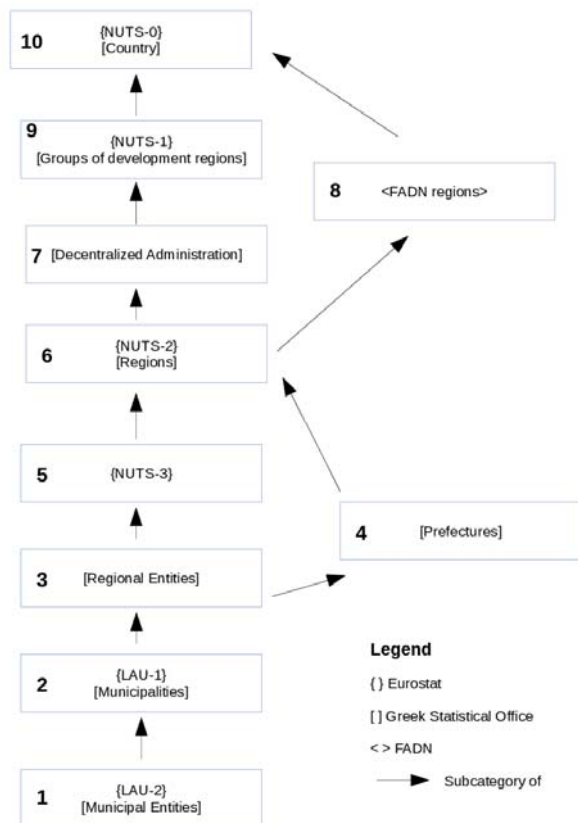 10
{NUTS-0}
[Country]
9
{NUTS-1}
[Groups of development regions]
8
<FADN regions>
7
[Decentralized Administration]
6
{NUTS-2}
[Regions]
5
{NUTS-3}
4
[Prefectures]
3
[Regional Entities]
2
{LAU-1}
[Municipalities]
1
{LAU-2}
[Municipal Entities]
Legend
{ } Eurostat
[ ] Greek Statistical Office
< > FADN
Subcategory of